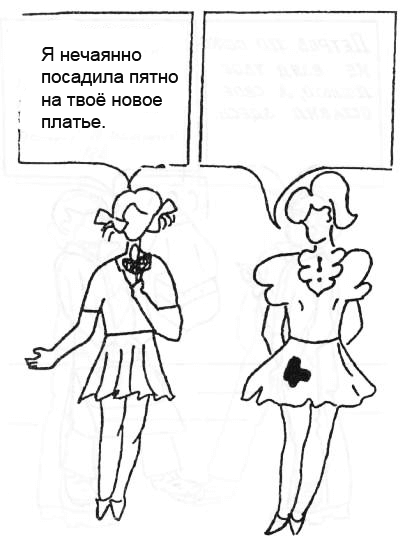 Я нечаянно
посадила пятно
на твоё новое
платье.